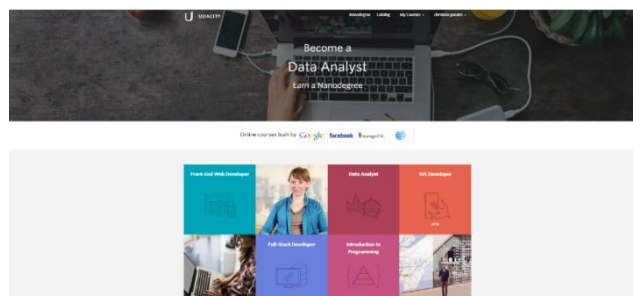 UDACITY
Nanodegree Catalog My Courses
Become a
Data Analyst
Earn a Nanodegree
Online courses built by Google facebook mongoDB
Front-End Web Developer
Data Analyst
iOS Developer
Full-Stack Developer
Introduction to
Programming